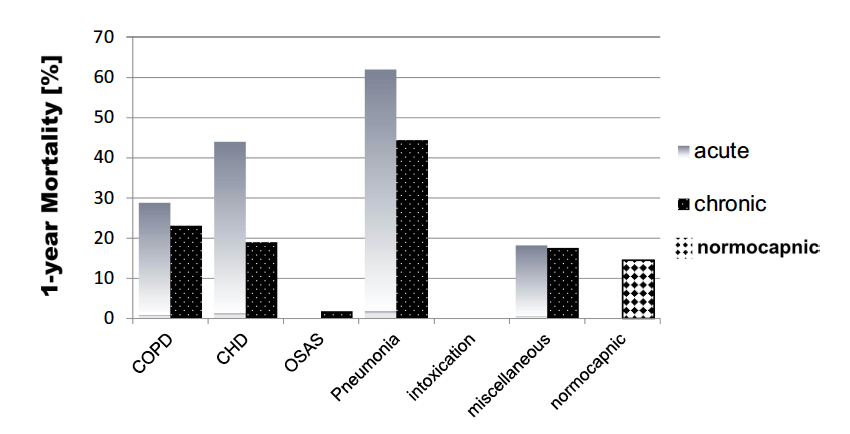 1-year Mortality [%]
70
60
50
40
30
20
10
0
COPD
CHD
OSAS
Pneumonia
intoxication
miscellaneous
normocapnic
acute
chronic
normocapnic